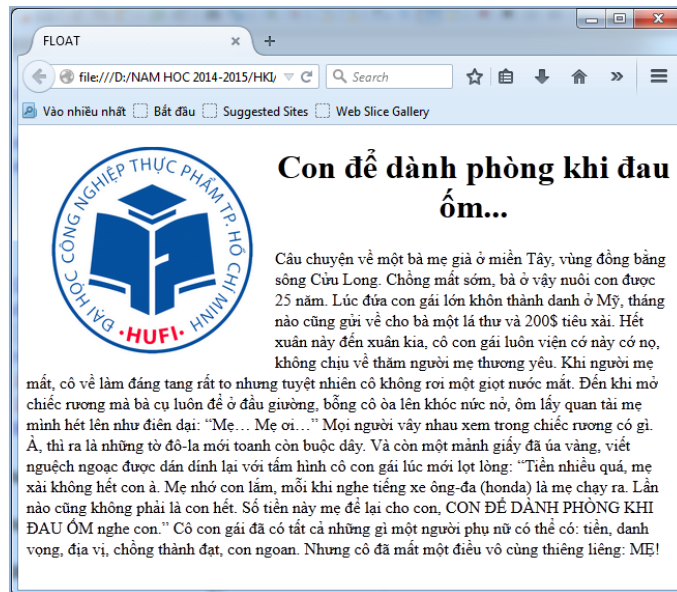 FLOAT
file:///D:/NAM HOC 2014-2015/HKI/
Search
Vào nhiều nhất
Bắt đầu
Suggested Sites
Web Slice Gallery
ĐẠI HỌC CÔNG NGHIỆP THỰC PHẨM TP. HỒ CHÍ MINH
HUFI
Con để dành phòng khi đau
ốm...
Câu chuyện về một bà mẹ già ở miền Tây, vùng đồng bằng
sông Cửu Long. Chồng mất sớm, bà ở vậy nuôi con được
25 năm. Lúc đứa con gái lớn khôn thành danh ở Mỹ, tháng
nào cũng gửi về cho bà một lá thư và 200$ tiêu xài. Hết
xuân này đến xuân kia, cô con gái luôn viện cớ này cớ nọ,
không chịu về thăm người mẹ thương yêu. Khi người mẹ
mất, cô về làm đáng tang rất to nhưng tuyệt nhiên cô không rơi một giọt nước mắt. Đến khi mở
chiếc rương mà bà cụ luôn để ở đầu giường, bỗng cô òa lên khóc nức nở, ôm lấy quan tài mẹ
mình hét lên như điên dại: “Mẹ… Mẹ ơi…” Mọi người vây nhau xem trong chiếc rương có gì.
À, thì ra là những tờ đô-la mới toanh còn buộc dây. Và còn một mảnh giấy đã úa vàng, viết
nguệch ngoạc được dán dính lại với tấm hình cô con gái lúc mới lọt lòng: “Tiền nhiều quá, mẹ
xài không hết con à. Mẹ nhớ con lắm, mỗi khi nghe tiếng xe ông-đa (honda) là mẹ chạy ra. Lần
nào cũng không phải là con hết. Số tiền này mẹ để lại cho con, CON ĐỂ DÀNH PHÒNG KHI
ĐAU ỐM nghe con.” Cô con gái đã có tất cả những gì một người phụ nữ có thể có: tiền, danh
vọng, địa vị, chồng thành đạt, con ngoan. Nhưng cô đã mất một điều vô cùng thiêng liêng: MẸ!